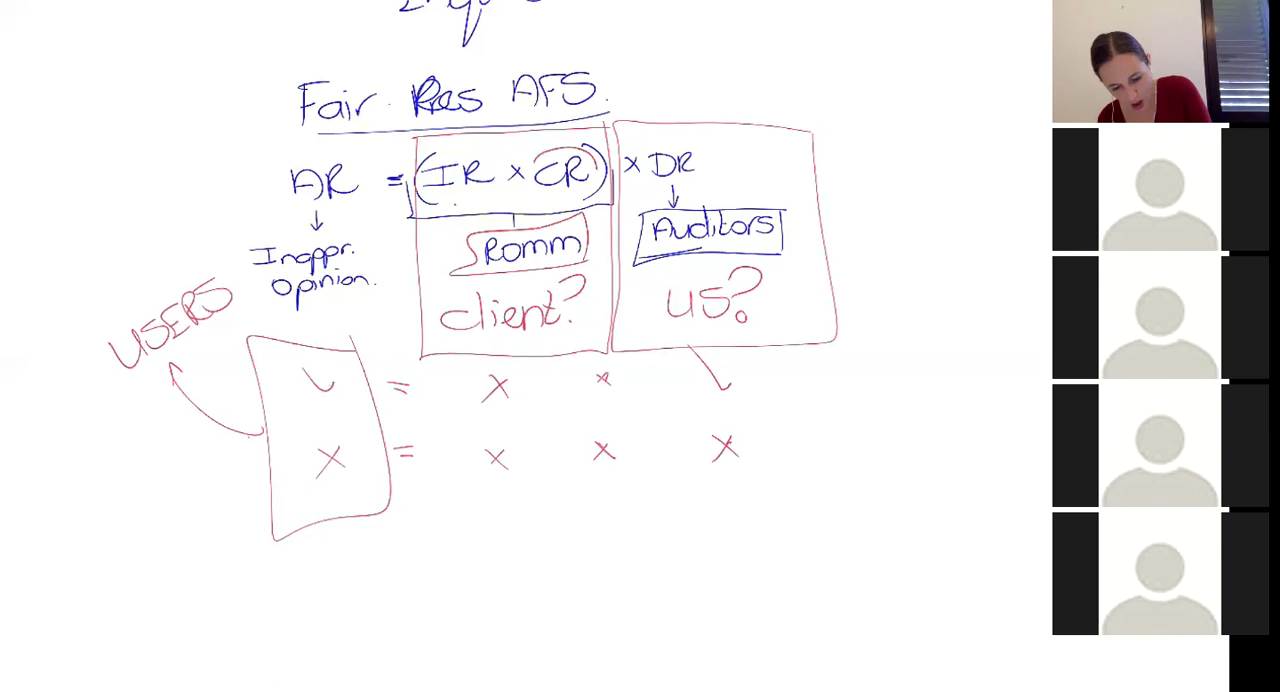 Fair Pres AFS.
AR = (IR x CR) x DR
↓ ↓
Inappr. Opinion.
ROMM
Auditors
client?
us?
USERS
✓ = x x ✓
x = x x x